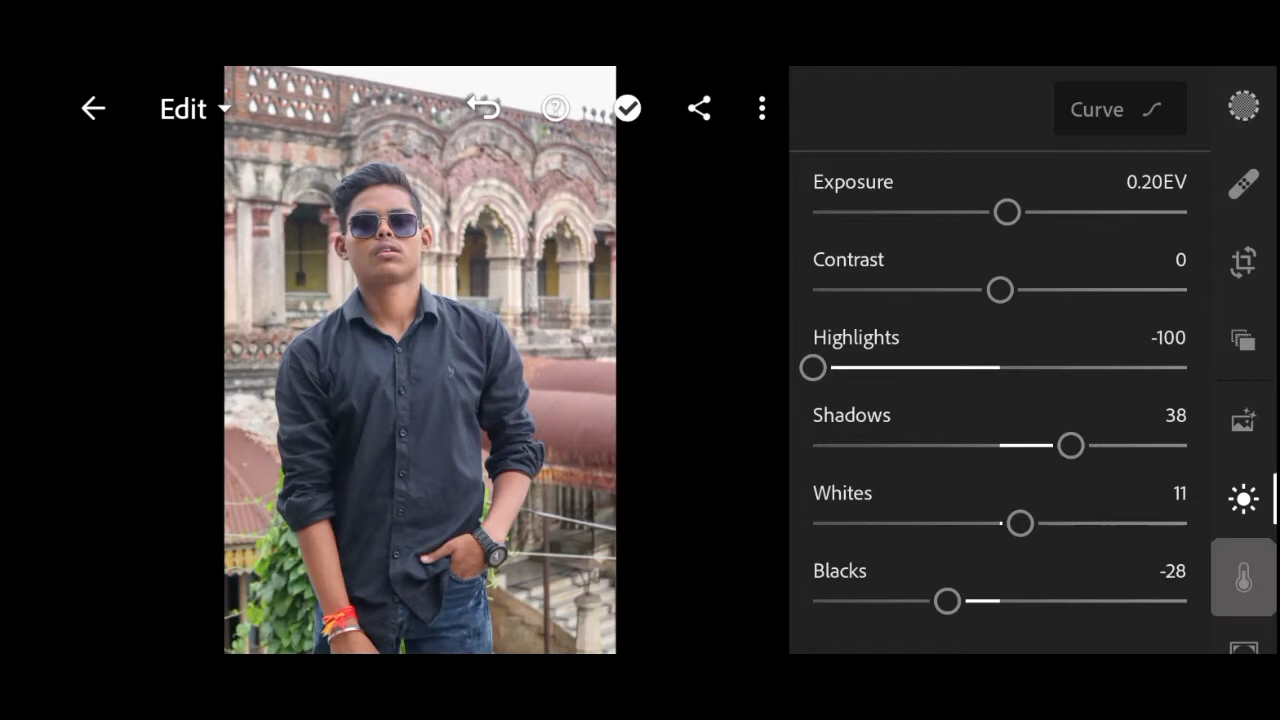 Edit
Curve
Exposure 0.20EV
Contrast 0
Highlights -100
Shadows 38
Whites 11
Blacks -28